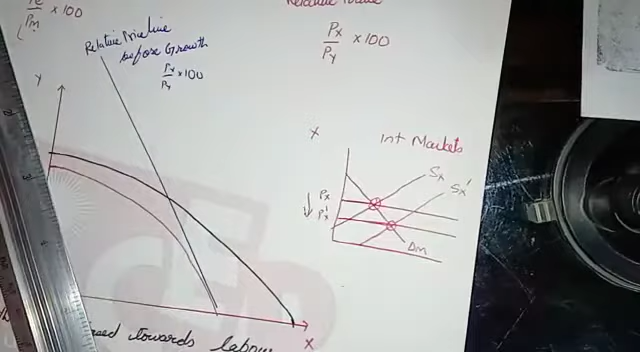 Pm × 100
Relative Price line
before Growth
Px/Py × 100
Y
X
Px/Py × 100
X
Int Markets
Sx
Sx'
Px
Px'
Dm
towards labour